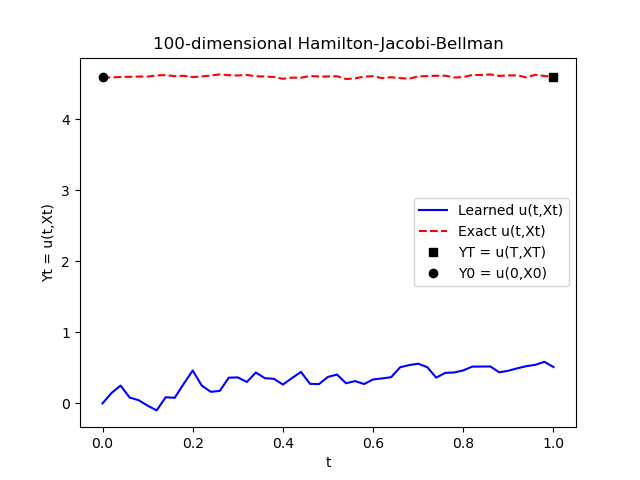 100-dimensional Hamilton-Jacobi-Bellman
Yt = u(t,Xt)
4
3
2
1
0
Learned u(t,Xt)
Exact u(t,Xt)
YT = u(T,XT)
Y0 = u(0,X0)
0.0 0.2 0.4 0.6 0.8 1.0
t